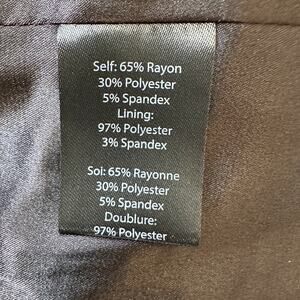 Self: 65% Rayon
30% Polyester
5% Spandex
Lining:
97% Polyester
3% Spandex
Soi: 65% Rayonne
30% Polyester
5% Spandex
Doublure:
97% Polyester